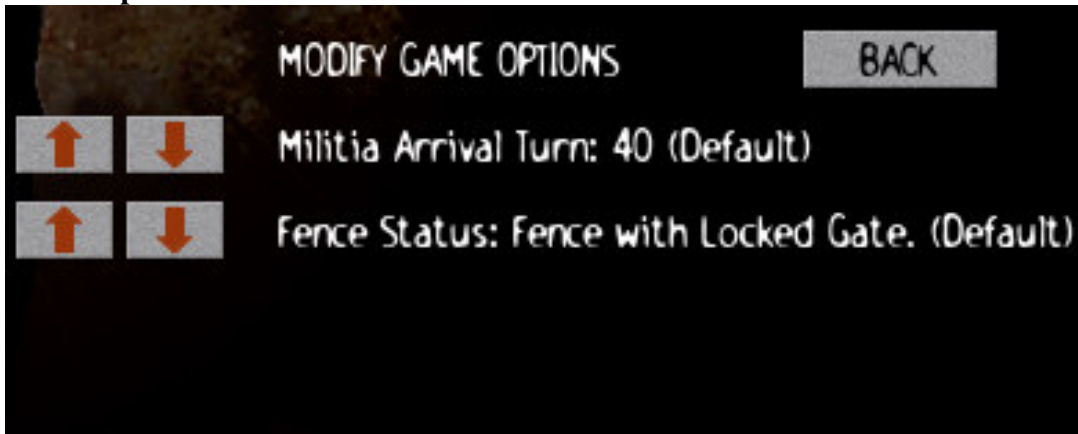 MODIFY GAME OPTIONS BACK
Militia Arrival Turn: 40 (Default)
Fence Status: Fence with Locked Gate. (Default)